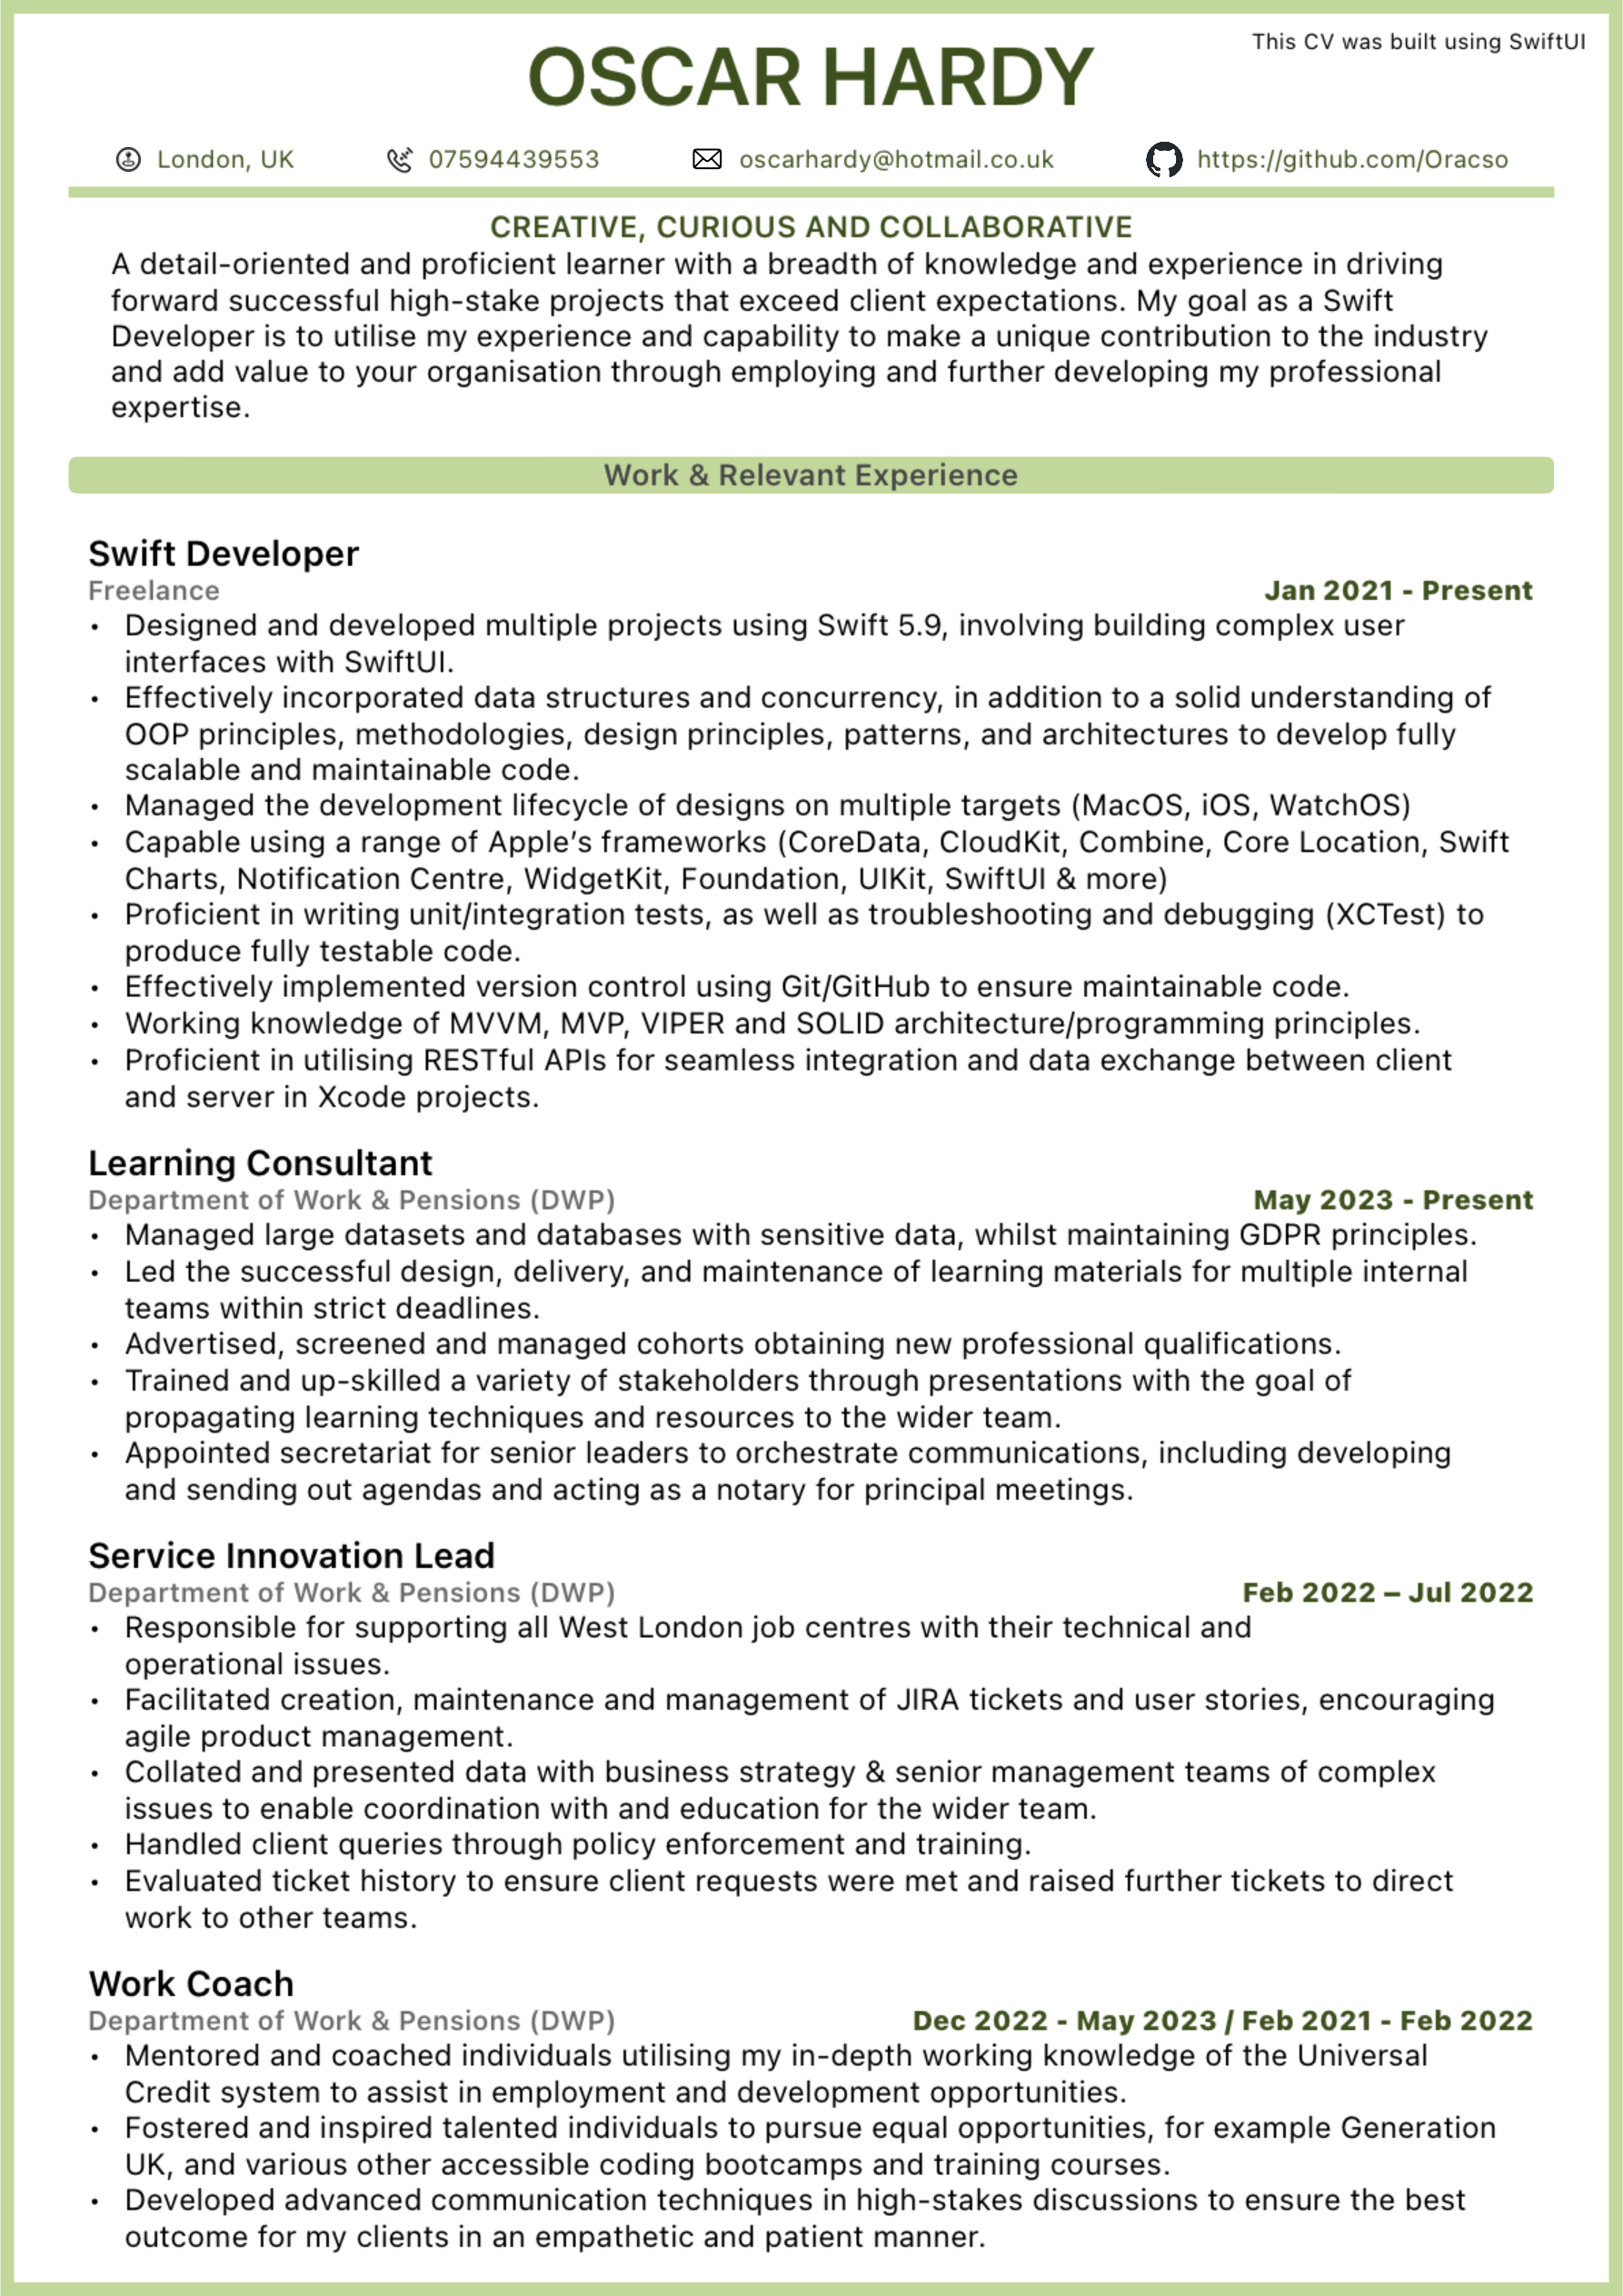 This CV was built using SwiftUI
OSCAR HARDY
London, UK
07594439553
oscarhardy@hotmail.co.uk
https://github.com/Oracso
CREATIVE, CURIOUS AND COLLABORATIVE
A detail-oriented and proficient learner with a breadth of knowledge and experience in driving
forward successful high-stake projects that exceed client expectations. My goal as a Swift
Developer is to utilise my experience and capability to make a unique contribution to the industry
and add value to your organisation through employing and further developing my professional
expertise.
Work & Relevant Experience
Swift Developer
Freelance
Jan 2021 - Present
• Designed and developed multiple projects using Swift 5.9, involving building complex user
interfaces with SwiftUI.
• Effectively incorporated data structures and concurrency, in addition to a solid understanding of
OOP principles, methodologies, design principles, patterns, and architectures to develop fully
scalable and maintainable code.
• Managed the development lifecycle of designs on multiple targets (MacOS, iOS, WatchOS)
• Capable using a range of Apple’s frameworks (CoreData, CloudKit, Combine, Core Location, Swift
Charts, Notification Centre, WidgetKit, Foundation, UIKit, SwiftUI & more)
• Proficient in writing unit/integration tests, as well as troubleshooting and debugging (XCTest) to
produce fully testable code.
• Effectively implemented version control using Git/GitHub to ensure maintainable code.
• Working knowledge of MVVM, MVP, VIPER and SOLID architecture/programming principles.
• Proficient in utilising RESTful APIs for seamless integration and data exchange between client
and server in Xcode projects.
Learning Consultant
Department of Work & Pensions (DWP)
May 2023 - Present
• Managed large datasets and databases with sensitive data, whilst maintaining GDPR principles.
• Led the successful design, delivery, and maintenance of learning materials for multiple internal
teams within strict deadlines.
• Advertised, screened and managed cohorts obtaining new professional qualifications.
• Trained and up-skilled a variety of stakeholders through presentations with the goal of
propagating learning techniques and resources to the wider team.
• Appointed secretariat for senior leaders to orchestrate communications, including developing
and sending out agendas and acting as a notary for principal meetings.
Service Innovation Lead
Department of Work & Pensions (DWP)
Feb 2022 – Jul 2022
• Responsible for supporting all West London job centres with their technical and
operational issues.
• Facilitated creation, maintenance and management of JIRA tickets and user stories, encouraging
agile product management.
• Collated and presented data with business strategy & senior management teams of complex
issues to enable coordination with and education for the wider team.
• Handled client queries through policy enforcement and training.
• Evaluated ticket history to ensure client requests were met and raised further tickets to direct
work to other teams.
Work Coach
Department of Work & Pensions (DWP)
Dec 2022 - May 2023 / Feb 2021 - Feb 2022
• Mentored and coached individuals utilising my in-depth working knowledge of the Universal
Credit system to assist in employment and development opportunities.
• Fostered and inspired talented individuals to pursue equal opportunities, for example Generation
UK, and various other accessible coding bootcamps and training courses.
• Developed advanced communication techniques in high-stakes discussions to ensure the best
outcome for my clients in an empathetic and patient manner.